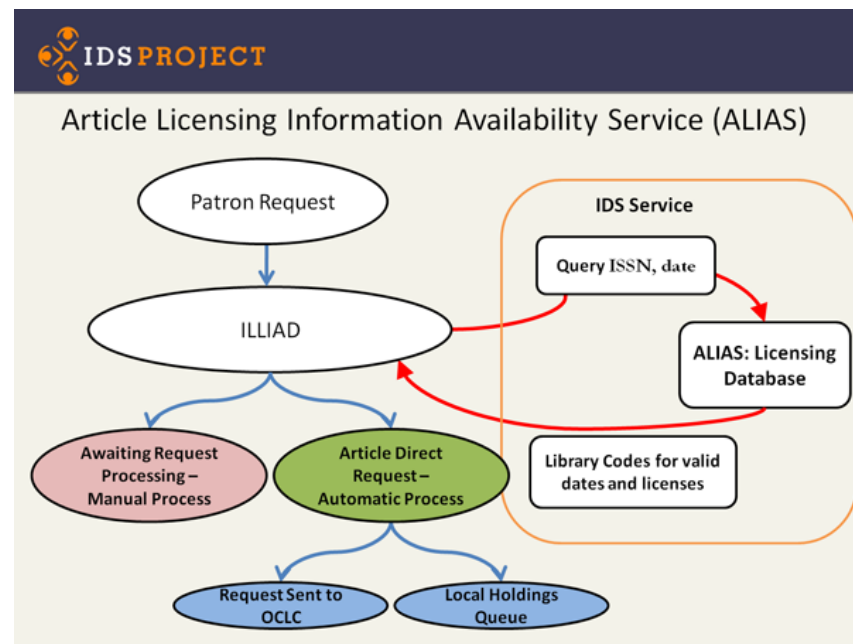 IDS PROJECT
Article Licensing Information Availability Service (ALIAS)
Patron Request
IDS Service
Query ISSN, date
ILLIAD
ALIAS: Licensing
Database
Awaiting Request
Processing –
Manual Process
Article Direct
Request –
Automatic Process
Library Codes for valid
dates and licenses
Request Sent to
OCLC
Local Holdings
Queue